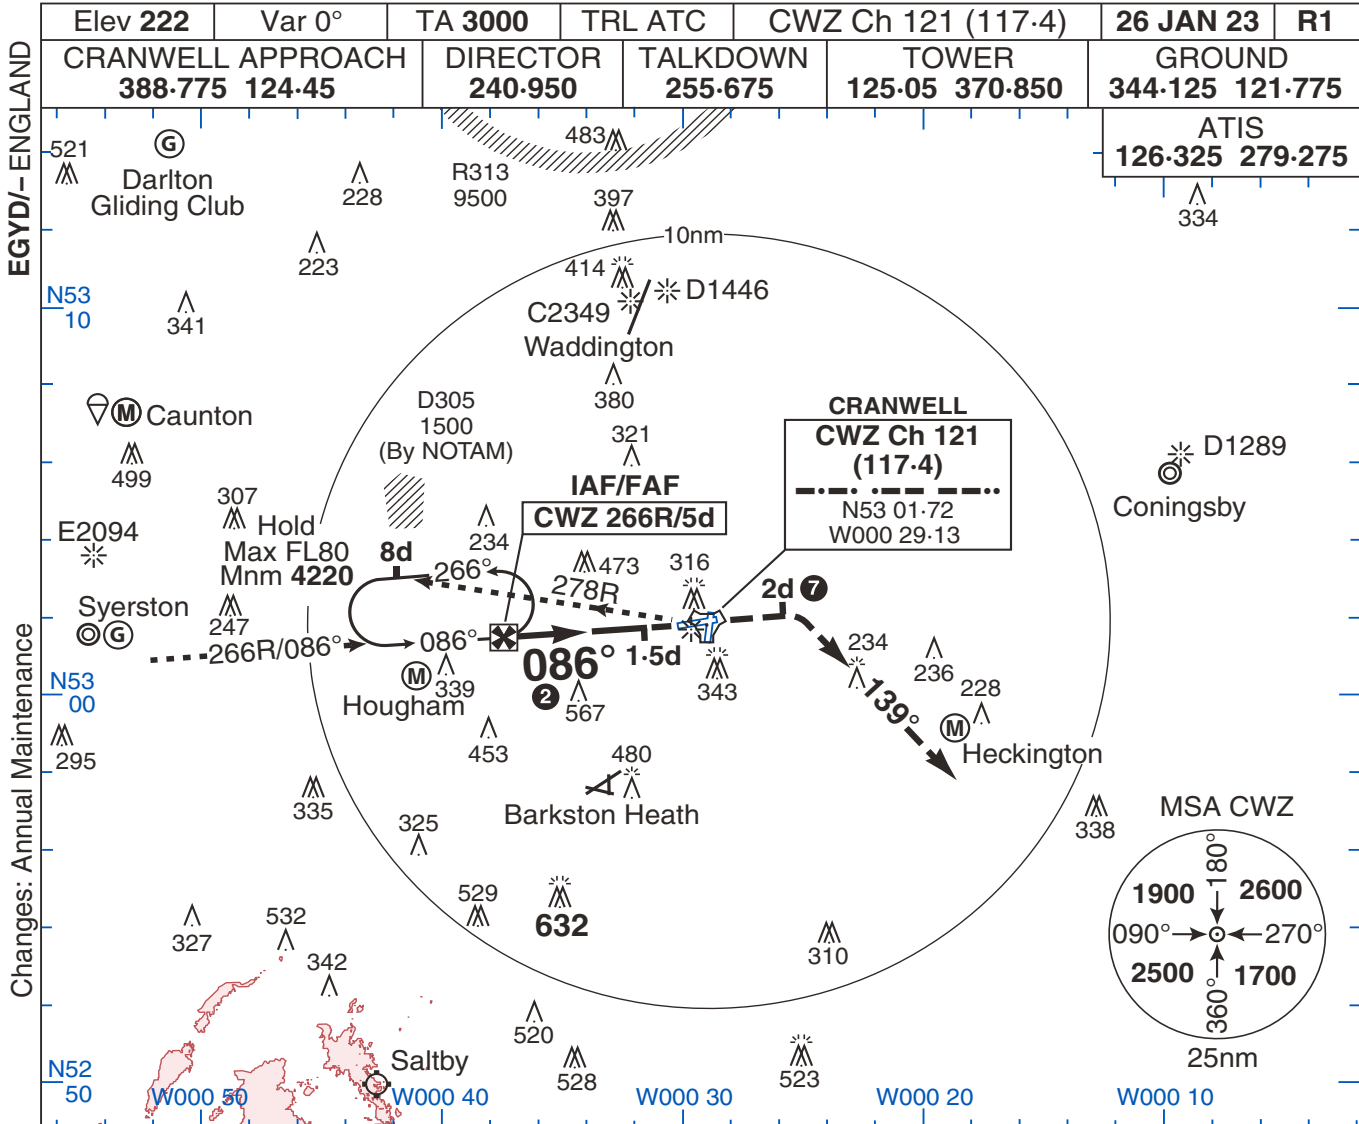 Elev 222
Var 0°
TA 3000
TRL ATC
CWZ Ch 121 (117·4)
26 JAN 23
R1
CRANWELL APPROACH
388·775 124·45
DIRECTOR
240·950
TALKDOWN
255·675
TOWER
125·05 370·850
GROUND
344·125 121·775
ATIS
126·325 279·275
EGYD/– ENGLAND
Changes: Annual Maintenance
521
G
Darlton
Gliding Club
228
223
341
R313
9500
483
397
10nm
414
C2349
D1446
Waddington
380
321
334
N53
10
M
Caunton
499
D305
1500
(By NOTAM)
CRANWELL
CWZ Ch 121
(117·4)
N53 01·72
W000 29·13
D1289
Coningsby
IAF/FAF
CWZ 266R/5d
307
Hold
Max FL80
Mnm 4220
E2094
Syerston
G
247
8d
266°
234
473
278R
316
2d 7
266R/086°
086°
086°
1·5d
2
M
Hougham
339
567
343
234
236
228
139°
M
Heckington
N53
00
295
453
480
Barkston Heath
335
325
338
529
632
327
532
342
310
520
528
523
MSA CWZ
180°
1900
2600
090°
270°
2500
1700
360°
25nm
Saltby
N52
50
W000 50
W000 40
W000 30
W000 20
W000 10